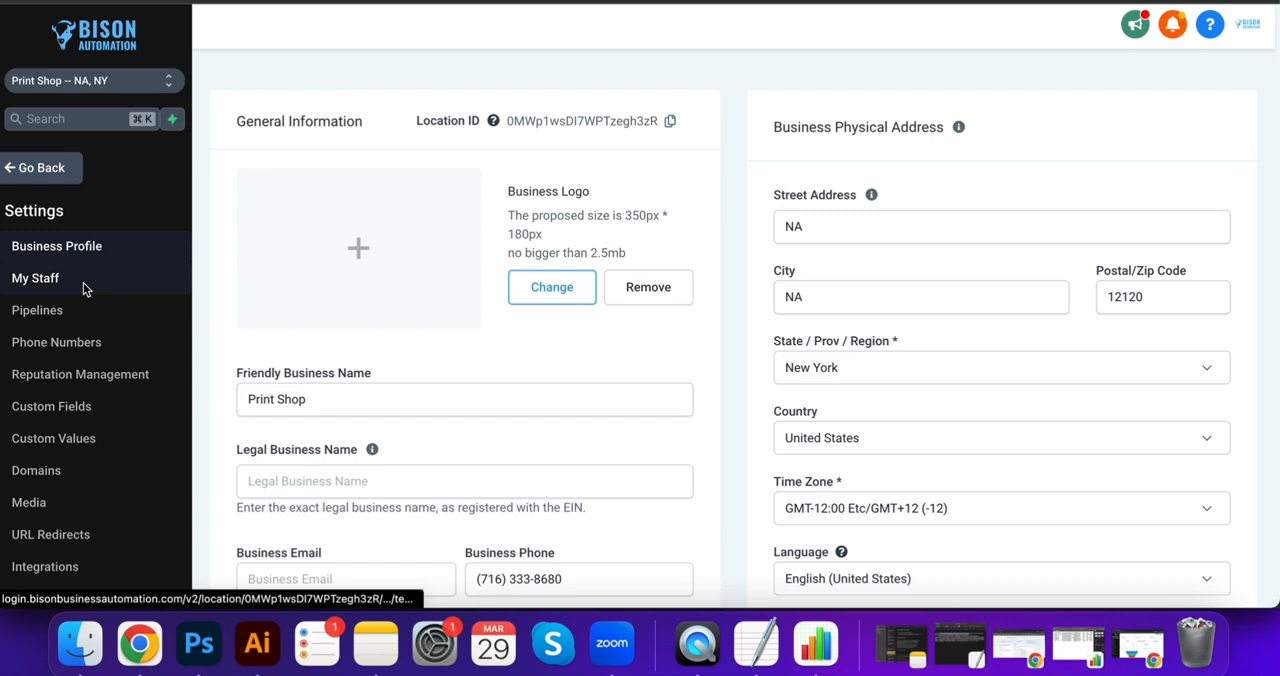 BISON
AUTOMATION
Print Shop -- NA, NY
Search
⌘ K
← Go Back
Settings
Business Profile
My Staff
Pipelines
Phone Numbers
Reputation Management
Custom Fields
Custom Values
Domains
Media
URL Redirects
Integrations
login.bisonbusinessautomation.com/v2/location/0MWp1wsDI7WPTzegh3zR/.../te...
General Information
Location ID ? 0MWp1wsDI7WPTzegh3zR
Business Logo
The proposed size is 350px *
180px
no bigger than 2.5mb
Change
Remove
Friendly Business Name
Print Shop
Legal Business Name
Legal Business Name
Enter the exact legal business name, as registered with the EIN.
Business Email
Business Phone
Business Email
(716) 333-8680
?
BISON
Business Physical Address
Street Address
NA
City
Postal/Zip Code
NA
12120
State / Prov / Region *
New York
Country
United States
Time Zone *
GMT-12:00 Etc/GMT+12 (-12)
Language ?
English (United States)
Ps
Ai
1
1
MAR
29
S
zoom